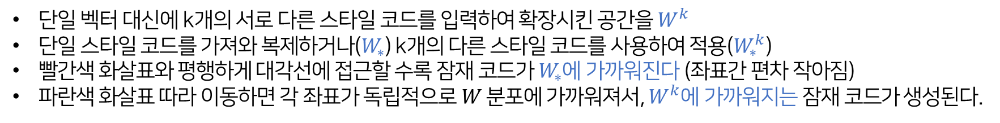 • 단일 벡터 대신에 k개의 서로 다른 스타일 코드를 입력하여 확장시킨 공간을 $W^k$
• 단일 스타일 코드를 가져와 복제하거나($W_*$) k개의 다른 스타일 코드를 사용하여 적용($W_*^k$)
• 빨간색 화살표와 평행하게 대각선에 접근할 수록 잠재 코드가 $W_*$에 가까워진다 (좌표간 편차 작아짐)
• 파란색 화살표 따라 이동하면 각 좌표가 독립적으로 $W$ 분포에 가까워져서, $W^k$에 가까워지는 잠재 코드가 생성된다.